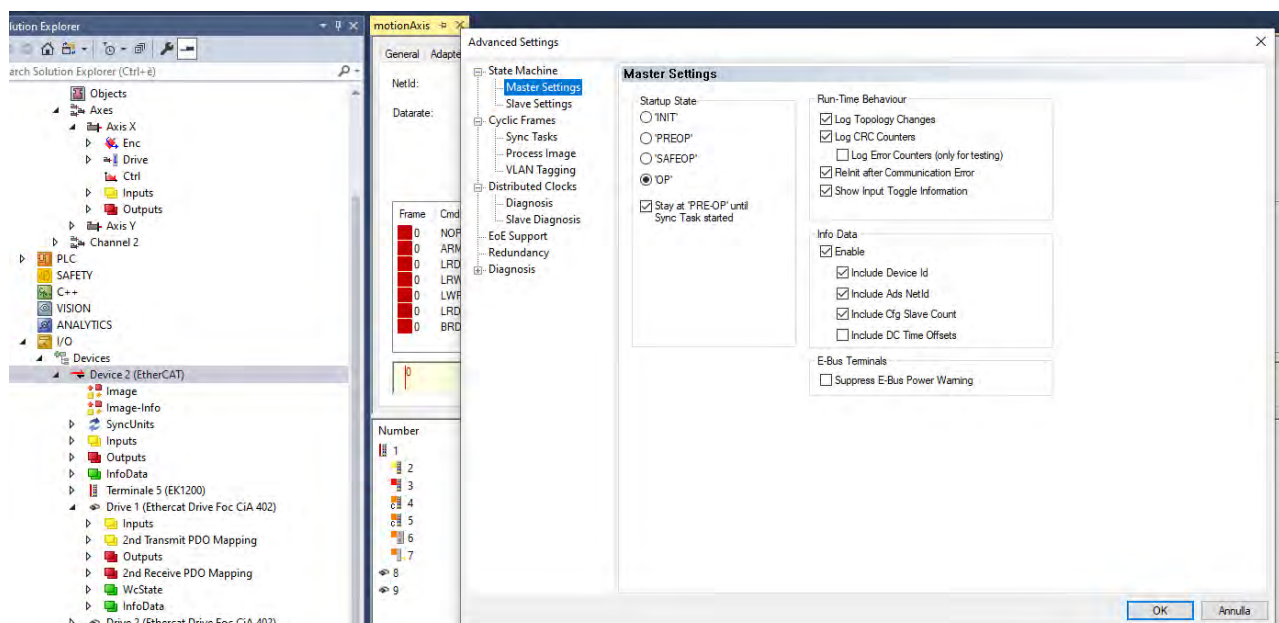 lution Explorer
arch Solution Explorer (Ctrl+è)
Objects
Axes
Axis X
Enc
Drive
Ctrl
Inputs
Outputs
Axis Y
Channel 2
PLC
SAFETY
C++
VISION
ANALYTICS
I/O
Devices
Device 2 (EtherCAT)
Image
Image-Info
SyncUnits
Inputs
Outputs
InfoData
Terminale 5 (EK1200)
Drive 1 (Ethercat Drive Foc CiA 402)
Inputs
2nd Transmit PDO Mapping
Outputs
2nd Receive PDO Mapping
WcState
InfoData
Drive 2 (Ethercat Drive Foc CiA 402)
motionAxis
General Adapte
NetId:
Datarate:
Frame Cmd
0 NOP
0 ARM
0 LRD
0 LRW
0 LWR
0 LRD
0 BRD
0
Number
1
2
3
4
5
6
7
8
9
Advanced Settings
State Machine
Master Settings
Slave Settings
Cyclic Frames
Sync Tasks
Process Image
VLAN Tagging
Distributed Clocks
Diagnosis
Slave Diagnosis
EoE Support
Redundancy
Diagnosis
Master Settings
Startup State
'INIT'
'PREOP'
'SAFEOP'
'OP'
Stay at 'PRE-OP' until
Sync Task started
Run-Time Behaviour
Log Topology Changes
Log CRC Counters
Log Error Counters (only for testing)
ReInit after Communication Error
Show Input Toggle Information
Info Data
Enable
Include Device Id
Include Ads NetId
Include Cfg Slave Count
Include DC Time Offsets
E-Bus Terminals
Suppress E-Bus Power Warning
OK Annulla